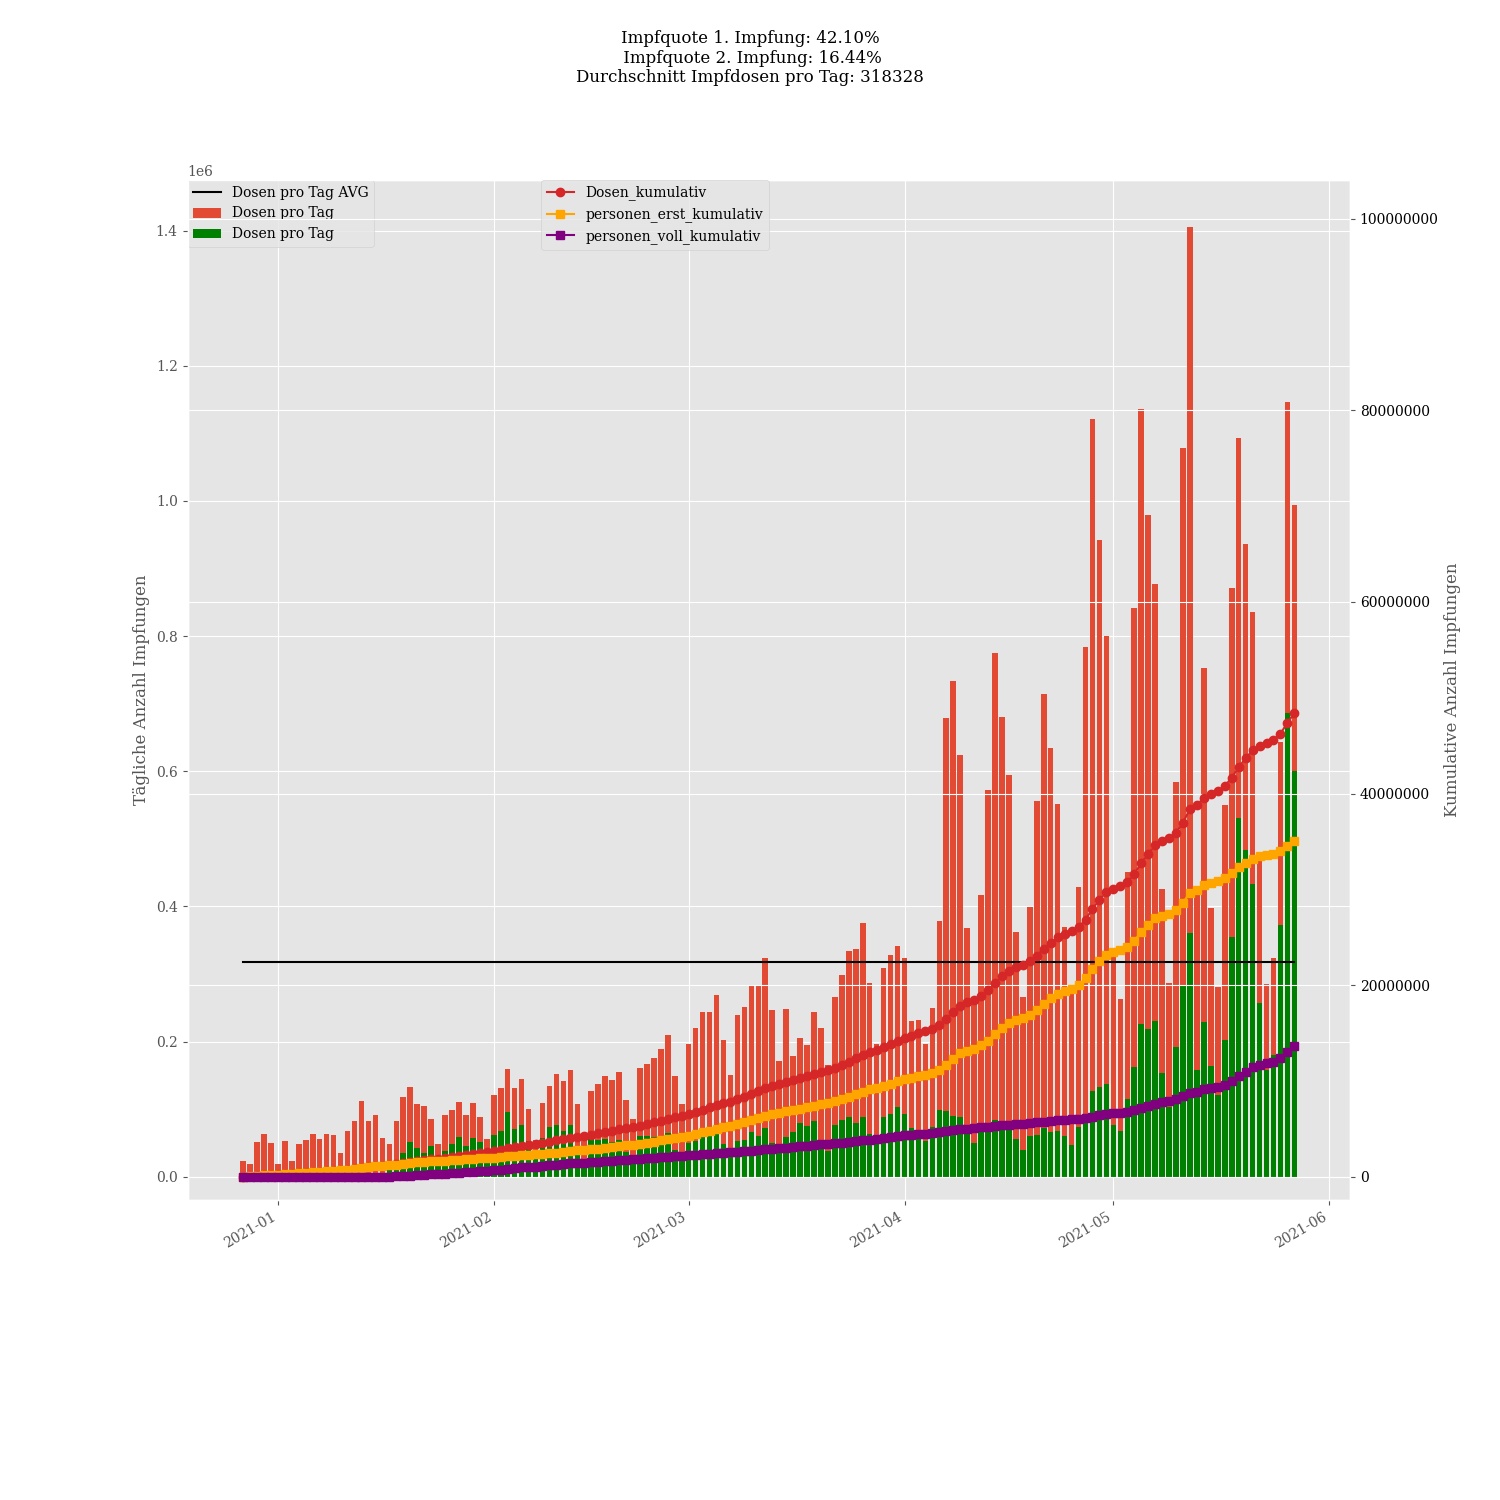 Impfquote 1. Impfung: 42.10%
Impfquote 2. Impfung: 16.44%
Durchschnitt Impfdosen pro Tag: 318328
1e6
Dosen pro Tag AVG
Dosen pro Tag
Dosen pro Tag
Dosen_kumulativ
personen_erst_kumulativ
personen_voll_kumulativ
1.4
1.2
1.0
0.8
0.6
0.4
0.2
0.0
Tägliche Anzahl Impfungen
100000000
80000000
60000000
40000000
20000000
0
Kumulative Anzahl Impfungen
2021-01
2021-02
2021-03
2021-04
2021-05
2021-06